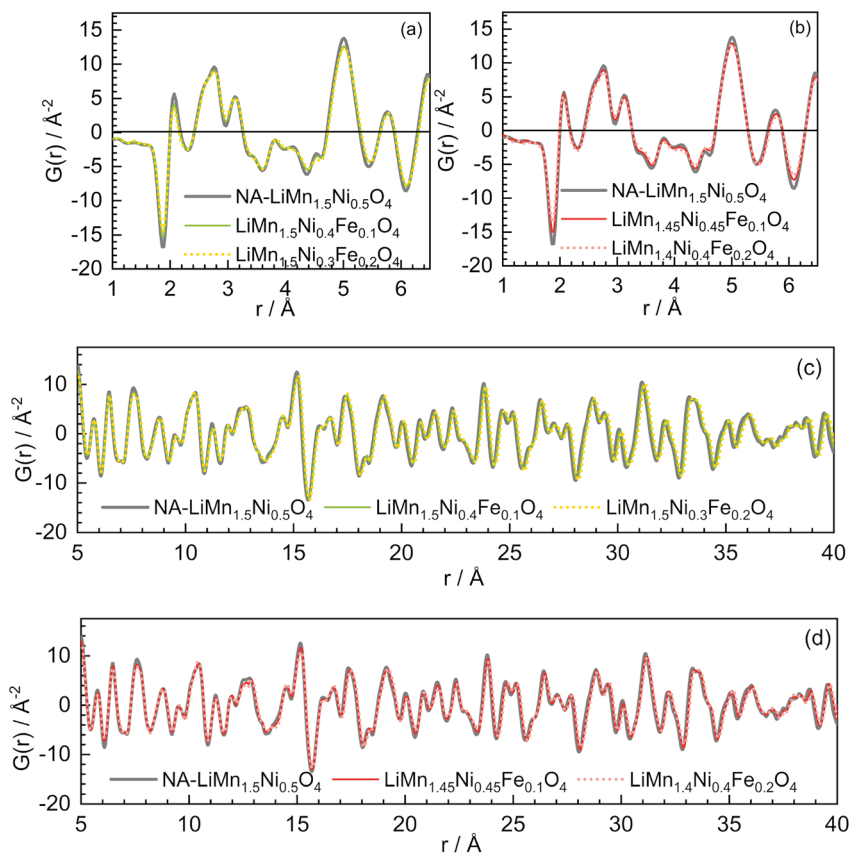 (a)
G(r) / Å-2
15
10
5
0
-5
-10
-15
-20
NA-LiMn1.5Ni0.5O4
LiMn1.5Ni0.4Fe0.1O4
LiMn1.5Ni0.3Fe0.2O4
1 2 3 4 5 6
r / Å
(b)
G(r) / Å-2
15
10
5
0
-5
-10
-15
-20
NA-LiMn1.5Ni0.5O4
LiMn1.45Ni0.45Fe0.1O4
LiMn1.4Ni0.4Fe0.2O4
1 2 3 4 5 6
r / Å
(c)
G(r) / Å-2
10
0
-10
-20
NA-LiMn1.5Ni0.5O4 LiMn1.5Ni0.4Fe0.1O4 LiMn1.5Ni0.3Fe0.2O4
5 10 15 20 25 30 35 40
r / Å
(d)
G(r) / Å-2
10
0
-10
-20
NA-LiMn1.5Ni0.5O4 LiMn1.45Ni0.45Fe0.1O4 LiMn1.4Ni0.4Fe0.2O4
5 10 15 20 25 30 35 40
r / Å